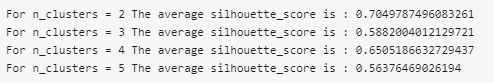 For n_clusters = 2 The average silhouette_score is : 0.7049787496083261
For n_clusters = 3 The average silhouette_score is : 0.5882004012129721
For n_clusters = 4 The average silhouette_score is : 0.6505186632729437
For n_clusters = 5 The average silhouette_score is : 0.56376469026194